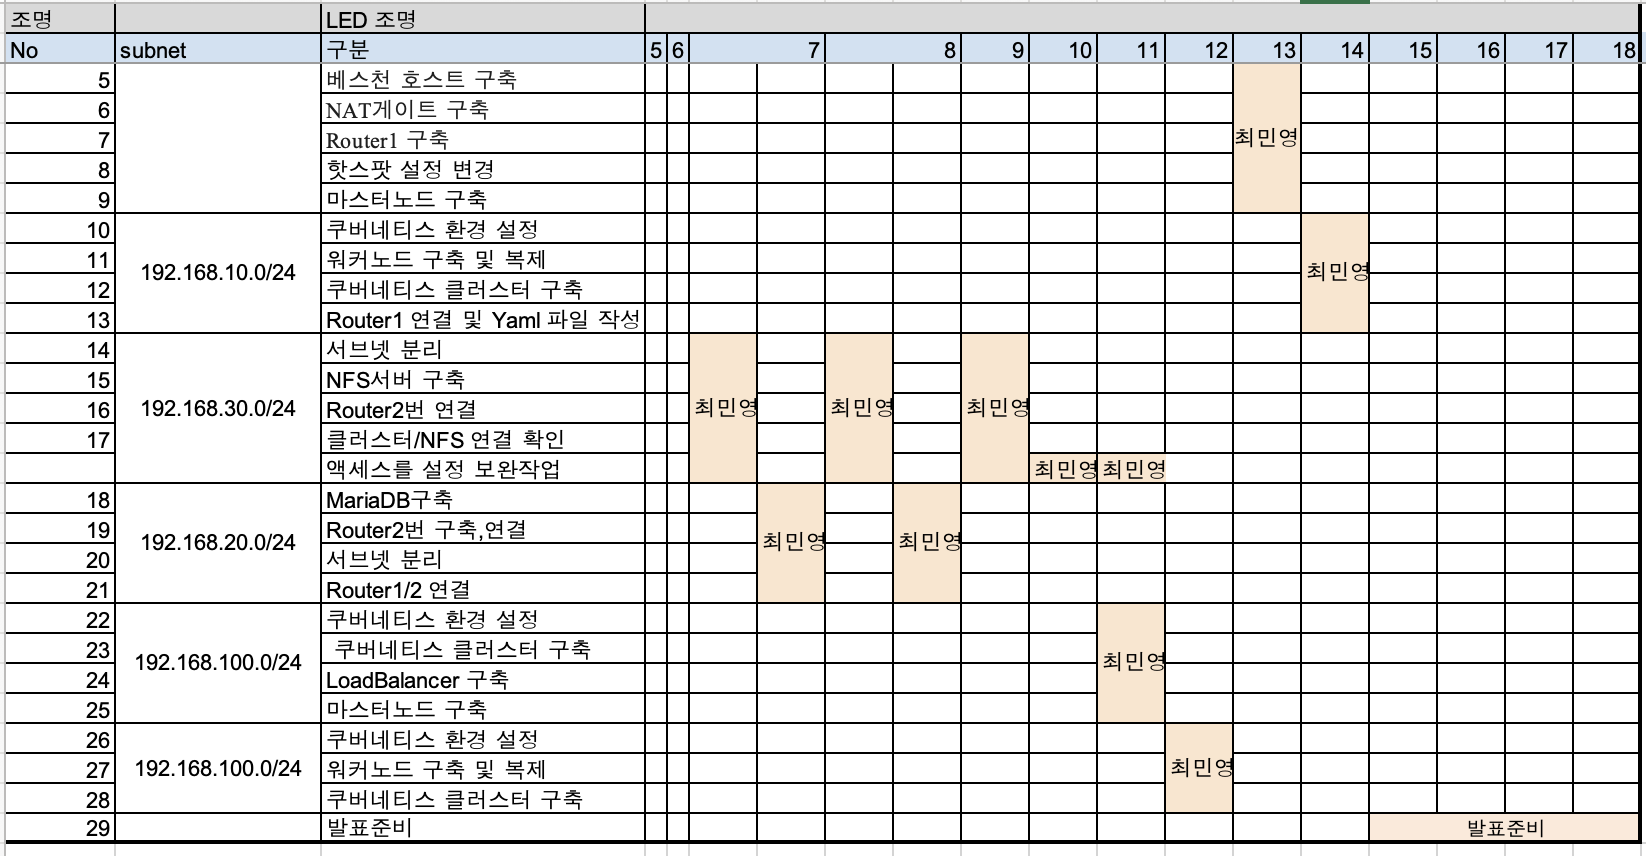 조명 LED 조명
No subnet 구분 5 6 7 8 9 10 11 12 13 14 15 16 17 18
5 베스천 호스트 구축
6 NAT게이트 구축
7 Router1 구축 최민영
8 핫스팟 설정 변경
9 마스터노드 구축
10 쿠버네티스 환경 설정
11 192.168.10.0/24 워커노드 구축 및 복제 최민영
12 쿠버네티스 클러스터 구축
13 Router1 연결 및 Yaml 파일 작성
14 서브넷 분리
15 NFS서버 구축
16 192.168.30.0/24 Router2번 연결 최민영 최민영 최민영
17 클러스터/NFS 연결 확인
액세스를 설정 보완작업 최민영 최민영
18 MariaDB구축
19 192.168.20.0/24 Router2번 구축,연결 최민영 최민영
20 서브넷 분리
21 Router1/2 연결
22 쿠버네티스 환경 설정
23 192.168.100.0/24 쿠버네티스 클러스터 구축 최민영
24 LoadBalancer 구축
25 마스터노드 구축
26 쿠버네티스 환경 설정
27 192.168.100.0/24 워커노드 구축 및 복제 최민영
28 쿠버네티스 클러스터 구축
29 발표준비 발표준비